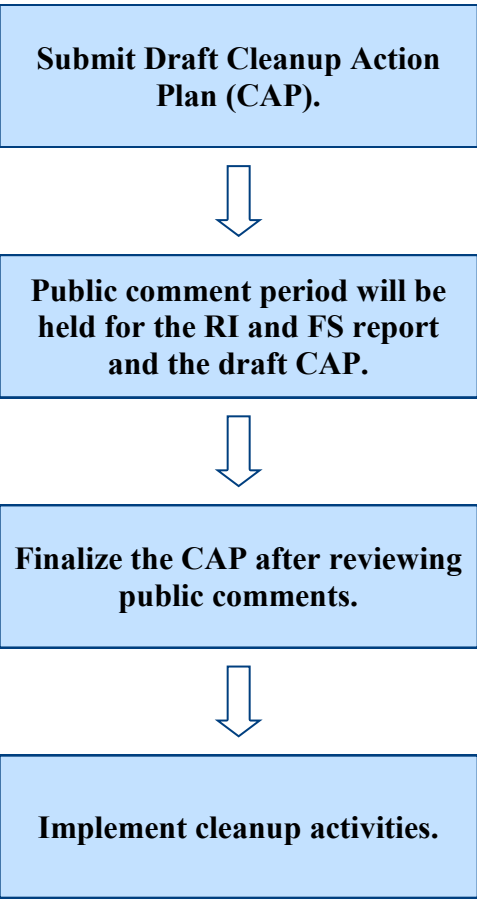 Submit Draft Cleanup Action
Plan (CAP).
Public comment period will be
held for the RI and FS report
and the draft CAP.
Finalize the CAP after reviewing
public comments.
Implement cleanup activities.